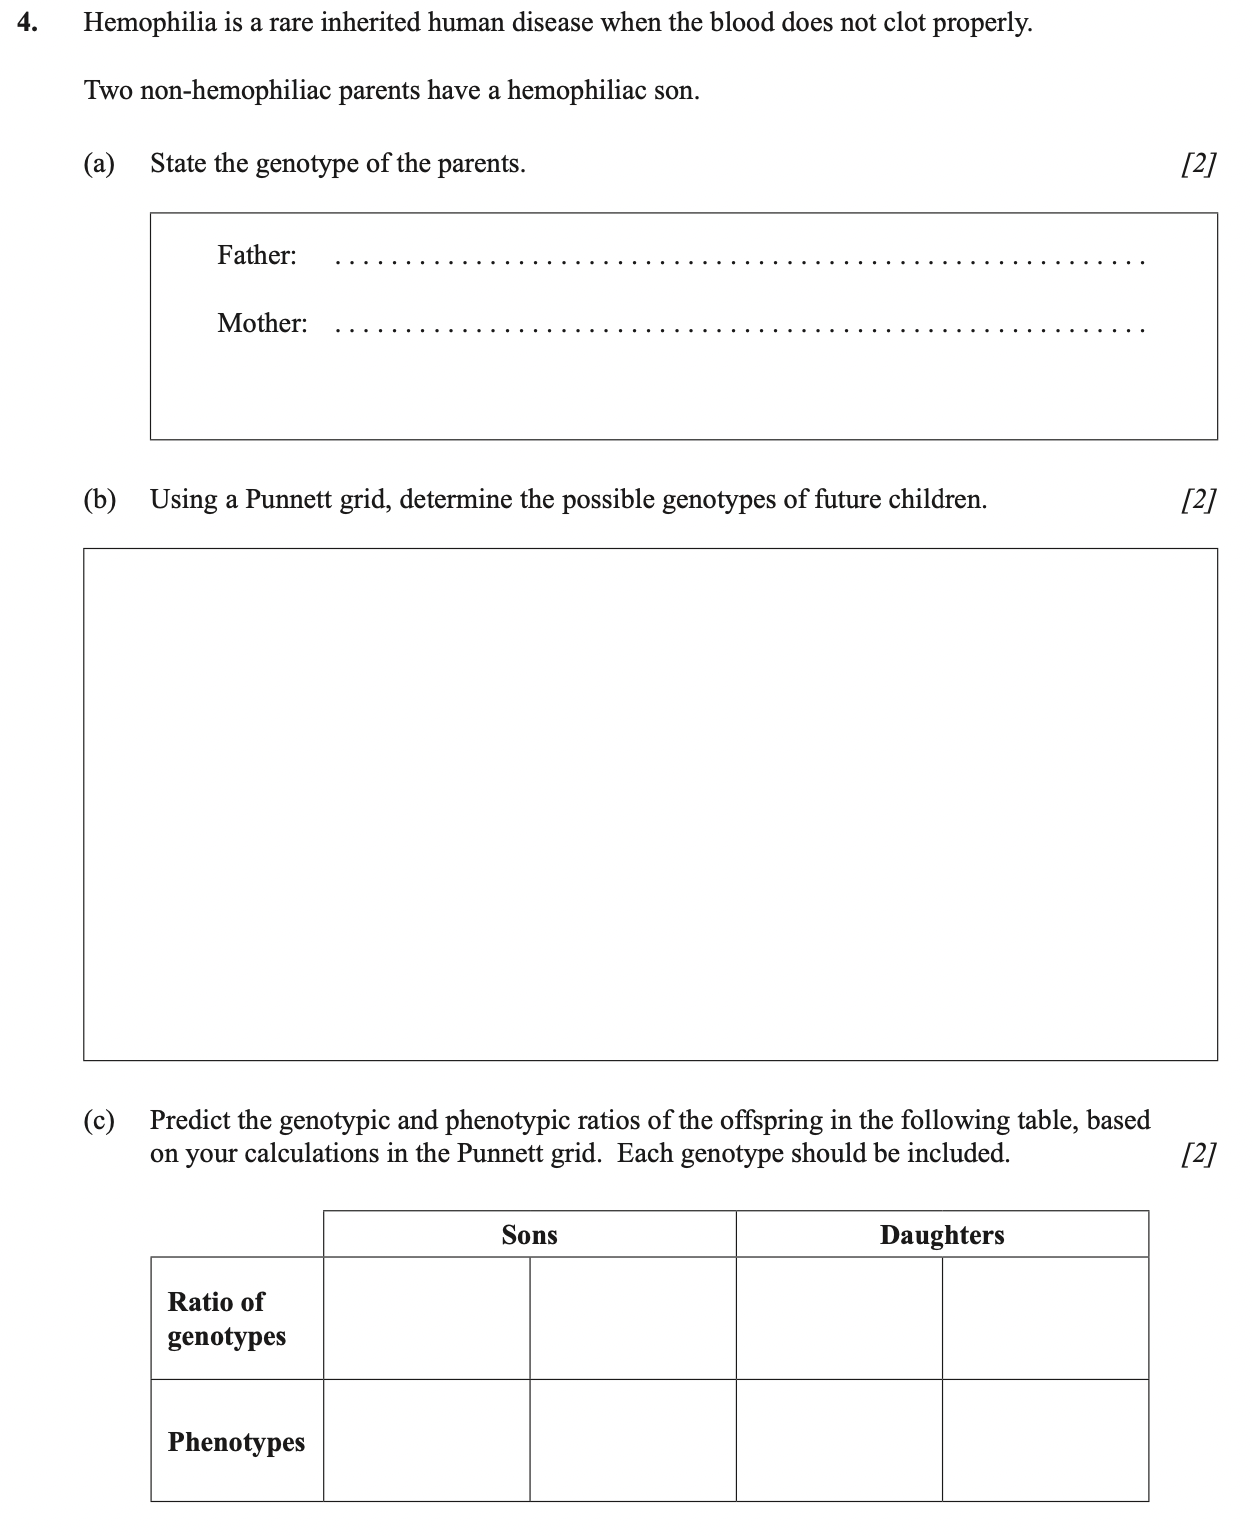 4. Hemophilia is a rare inherited human disease when the blood does not clot properly.
Two non-hemophiliac parents have a hemophiliac son.
(a) State the genotype of the parents. [2]
Father: . . . . . . . . . . . . . . . . . . . . . . . . . . . . . . . . . . . . . . . . . . . . . . . . . . . . . . . . . .
Mother: . . . . . . . . . . . . . . . . . . . . . . . . . . . . . . . . . . . . . . . . . . . . . . . . . . . . . . . . . .
(b) Using a Punnett grid, determine the possible genotypes of future children. [2]
(c) Predict the genotypic and phenotypic ratios of the offspring in the following table, based
on your calculations in the Punnett grid. Each genotype should be included. [2]
Sons Daughters
Ratio of
genotypes
Phenotypes